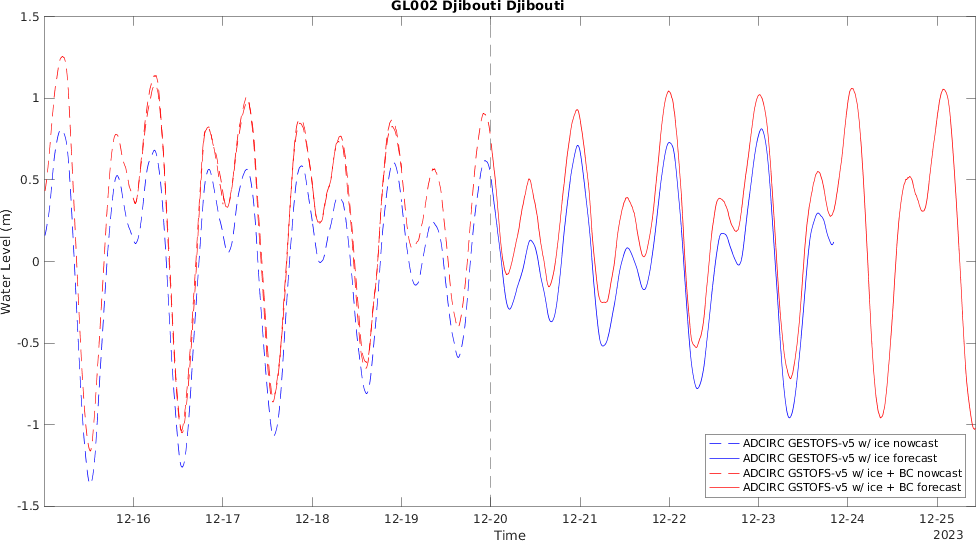 GL002 Djibouti Djibouti
1.5
1
0.5
0
-0.5
-1
-1.5
Water Level (m)
12-16 12-17 12-18 12-19 12-20 12-21 12-22 12-23 12-24 12-25
Time
2023
ADCIRC GESTOFS-v5 w/ ice nowcast
ADCIRC GESTOFS-v5 w/ ice forecast
ADCIRC GSTOFS-v5 w/ ice + BC nowcast
ADCIRC GSTOFS-v5 w/ ice + BC forecast